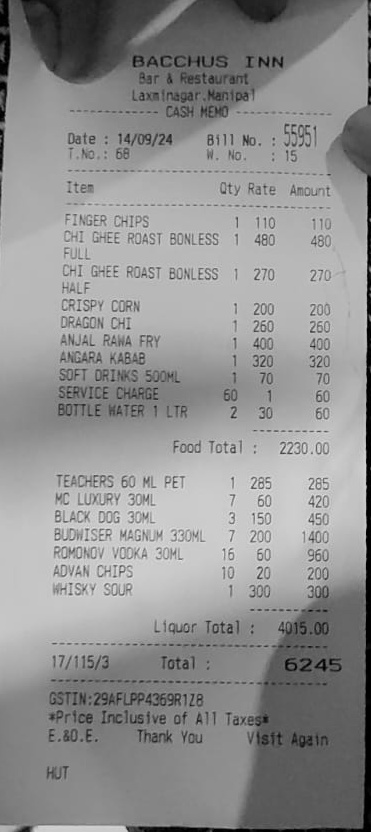 BACCHUS INN
Bar & Restaurant
Laxminagar.Manipal
------------ CASH MEMO ------------
Date : 14/09/24 Bill No. : 55951
T.No.: 68 W. No. : 15
Item Qty Rate Amount
FINGER CHIPS 1 110 110
CHI GHEE ROAST BONLESS 1 480 480
FULL
CHI GHEE ROAST BONLESS 1 270 270
HALF
CRISPY CORN 1 200 200
DRAGON CHI 1 260 260
ANJAL RAWA FRY 1 400 400
ANGARA KABAB 1 320 320
SOFT DRINKS 500ML 1 70 70
SERVICE CHARGE 60 1 60
BOTTLE WATER 1 LTR 2 30 60
Food Total : 2230.00
TEACHERS 60 ML PET 1 285 285
MC LUXURY 30ML 7 60 420
BLACK DOG 30ML 3 150 450
BUDWISER MAGNUM 330ML 7 200 1400
ROMONOV VODKA 30ML 16 60 960
ADVAN CHIPS 10 20 200
WHISKY SOUR 1 300 300
Liquor Total : 4015.00
17/115/3 Total : 6245
GSTIN:29AFLPP4369R1Z8
*Price Inclusive of All Taxes*
E.&O.E. Thank You Visit Again
HUT